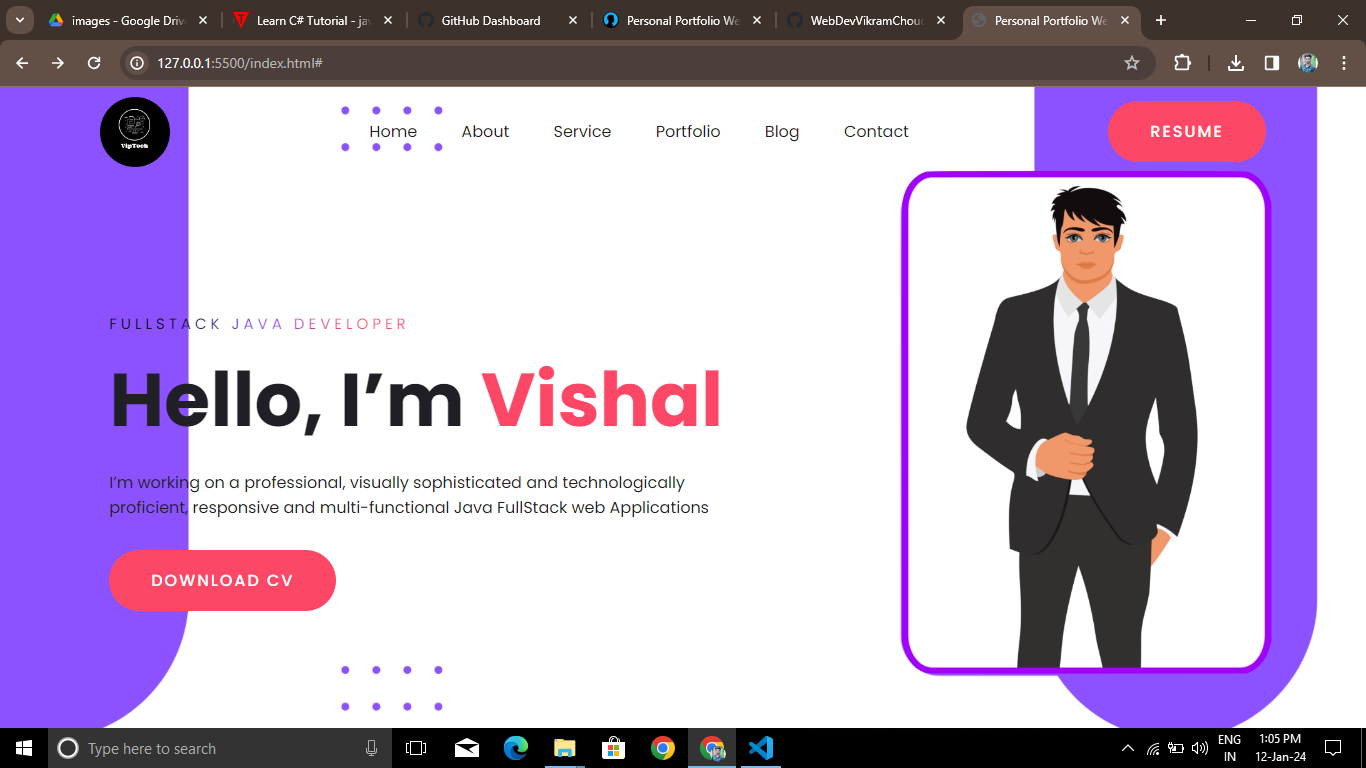 images - Google Driv
Learn C# Tutorial - jav
GitHub Dashboard
Personal Portfolio We
WebDevVikramChoud
Personal Portfolio We
127.0.0.1:5500/index.html#
VipTech
Home About Service Portfolio Blog Contact
RESUME
FULLSTACK JAVA DEVELOPER
Hello, I’m Vishal
I’m working on a professional, visually sophisticated and technologically
proficient, responsive and multi-functional Java FullStack web Applications
DOWNLOAD CV
Type here to search
ENG
IN
1:05 PM
12-Jan-24